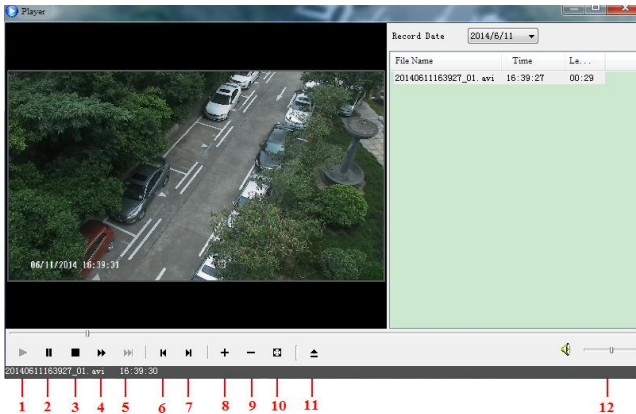 Player
Record Date 2014/6/11
File Name Time Le...
20140611163927_01.avi 16:39:27 00:29
06/11/2014 16:39:31
20140611163927_01.avi 16:39:30
1 2 3 4 5 6 7 8 9 10 11 12